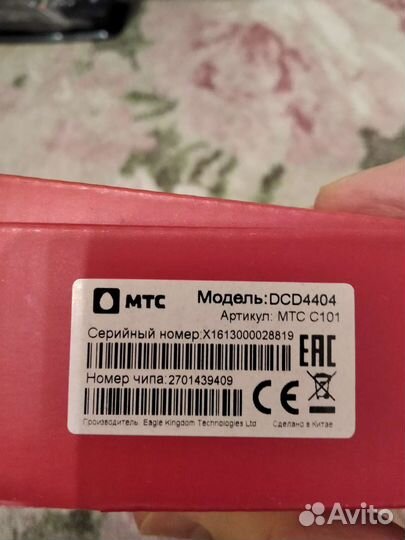 МТС
Модель:DCD4404
Артикул: МТС С101
Серийный номер:X1613000028819
EAC
Номер чипа:2701439409
CE
Производитель: Eagle Kingdom Technologies Ltd Сделано в Китае
Avito